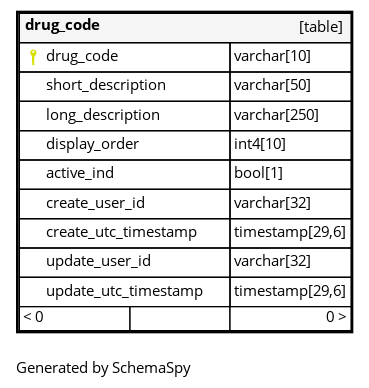 drug_code [table]
drug_code varchar[10]
short_description varchar[50]
long_description varchar[250]
display_order int4[10]
active_ind bool[1]
create_user_id varchar[32]
create_utc_timestamp timestamp[29,6]
update_user_id varchar[32]
update_utc_timestamp timestamp[29,6]
< 0 0 >
Generated by SchemaSpy